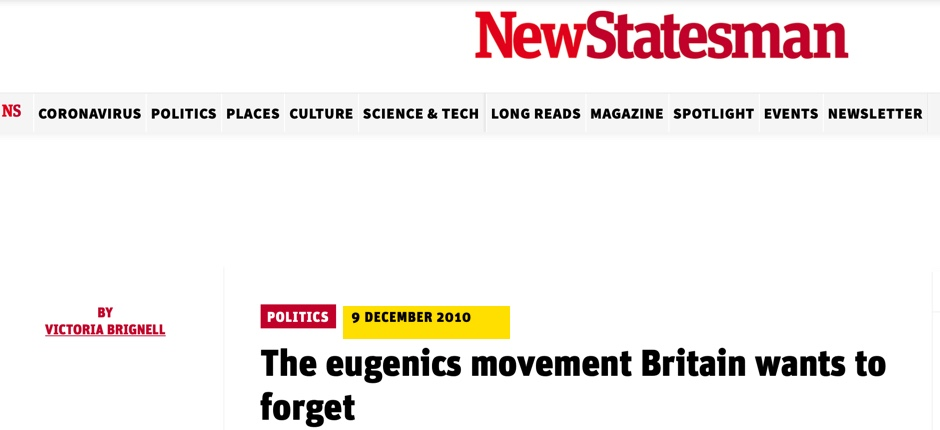 NewStatesman
NS CORONAVIRUS POLITICS PLACES CULTURE SCIENCE & TECH LONG READS MAGAZINE SPOTLIGHT EVENTS NEWSLETTER
BY
VICTORIA BRIGNELL
POLITICS 9 DECEMBER 2010
The eugenics movement Britain wants to
forget